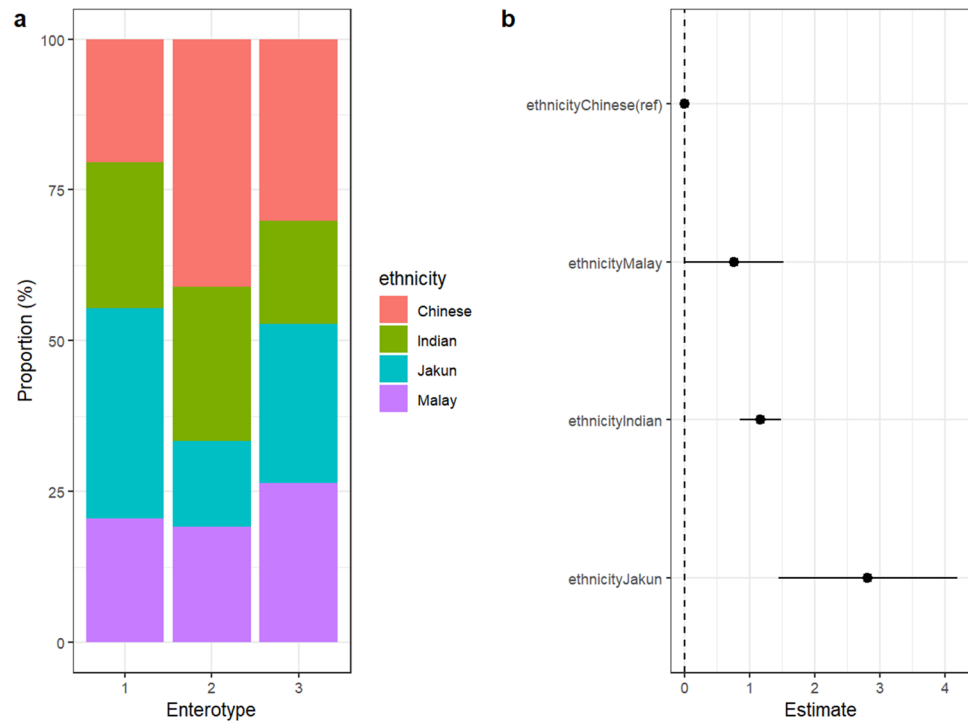 a
Proportion (%)
100
75
50
25
0
1 2 3
Enterotype
ethnicity
Chinese
Indian
Jakun
Malay
b
ethnicityChinese(ref)
ethnicityMalay
ethnicityIndian
ethnicityJakun
0 1 2 3 4
Estimate